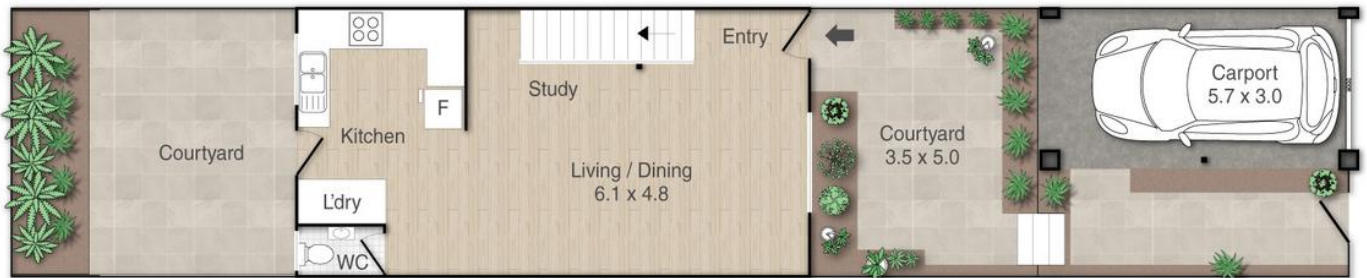 Courtyard
Kitchen
F
L'dry
WC
Study
Living / Dining
6.1 x 4.8
Entry
Courtyard
3.5 x 5.0
Carport
5.7 x 3.0